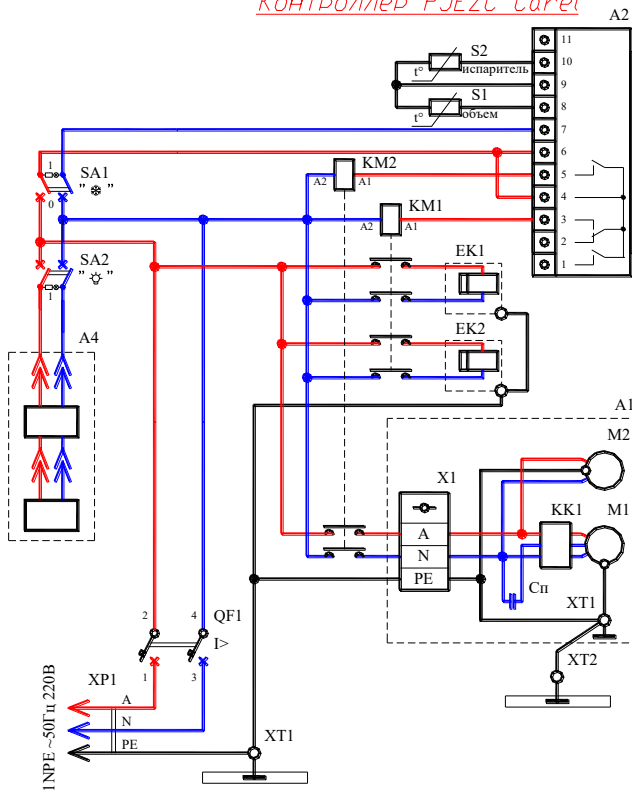 Контроллер PJEZC Carel
A2
11
S2
10
t° испаритель
9
S1
8
t° объем
7
6
KM2
1
SA1
A2 A1
5
" ❄ "
4
0
KM1
A2 A1
3
2
EK1
SA2
" "
1
1
A4
EK2
A1
M2
X1
KK1 M1
A
N
PE
Сп
XT1
2 4 QF1
I>
XT2
1 3
XP1
A
N
XT1
PE
1NPE ~50Гц 220В